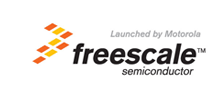 Launched by Motorola
freescale™
semiconductor